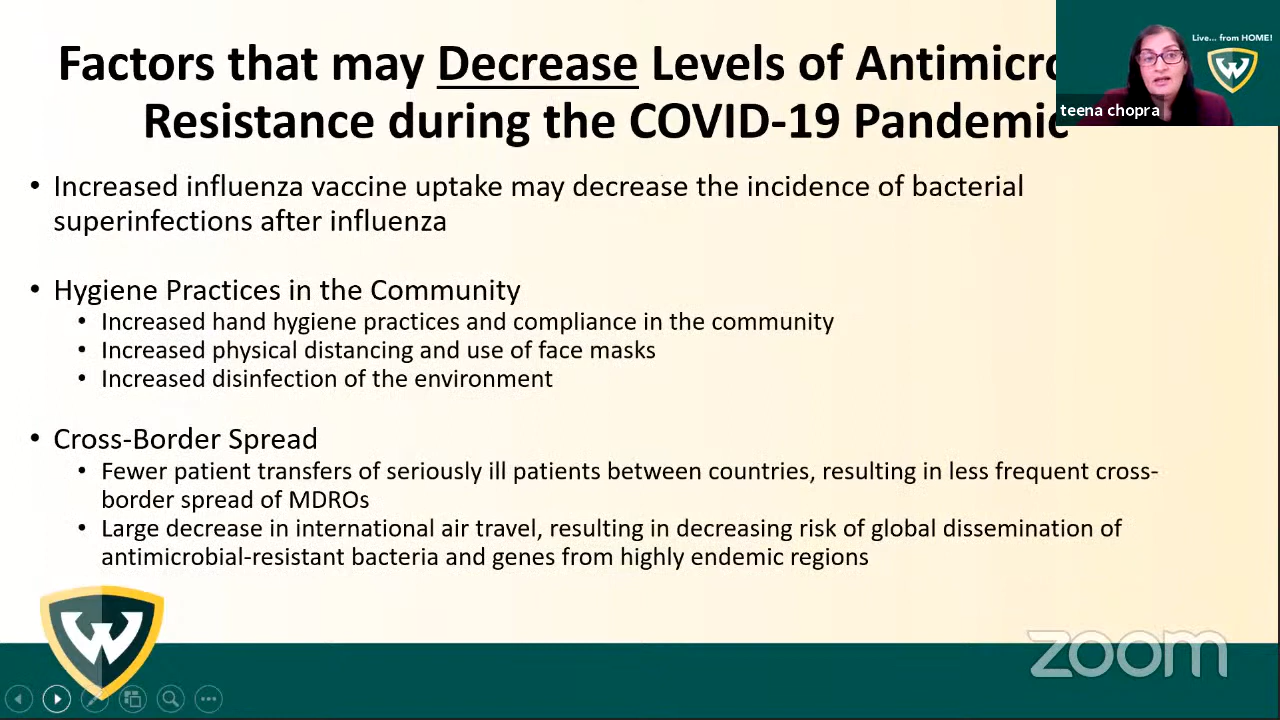 Factors that may Decrease Levels of Antimicro
Resistance during the COVID-19 Pandemic
Live... from HOME!
W
teena chopra
• Increased influenza vaccine uptake may decrease the incidence of bacterial
superinfections after influenza
• Hygiene Practices in the Community
• Increased hand hygiene practices and compliance in the community
• Increased physical distancing and use of face masks
• Increased disinfection of the environment
• Cross-Border Spread
• Fewer patient transfers of seriously ill patients between countries, resulting in less frequent cross-
border spread of MDROs
• Large decrease in international air travel, resulting in decreasing risk of global dissemination of
antimicrobial-resistant bacteria and genes from highly endemic regions
W
zoom